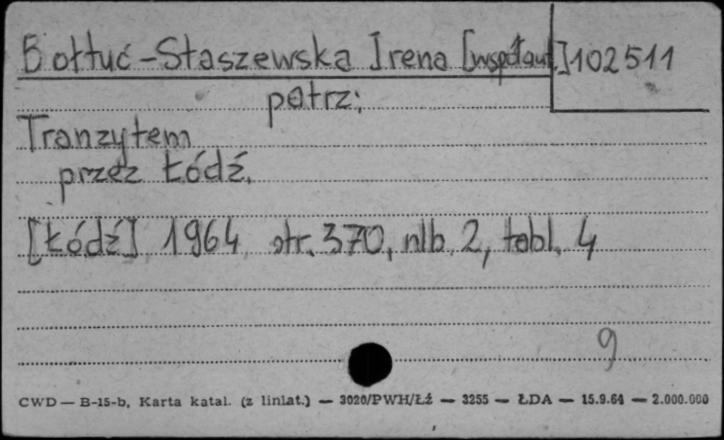 Bołtuć-Staszewska Irena [współaut.] 102511
patrz:
Tranzytem
przez Łódź.
[Łódź] 1964 str. 370, nlb. 2, tabl. 4
9
CWD — B-15-b, Karta katal. (z liniat.) — 3020/PWH/Łź — 3255 — ŁDA — 15.9.64 — 2.000.000